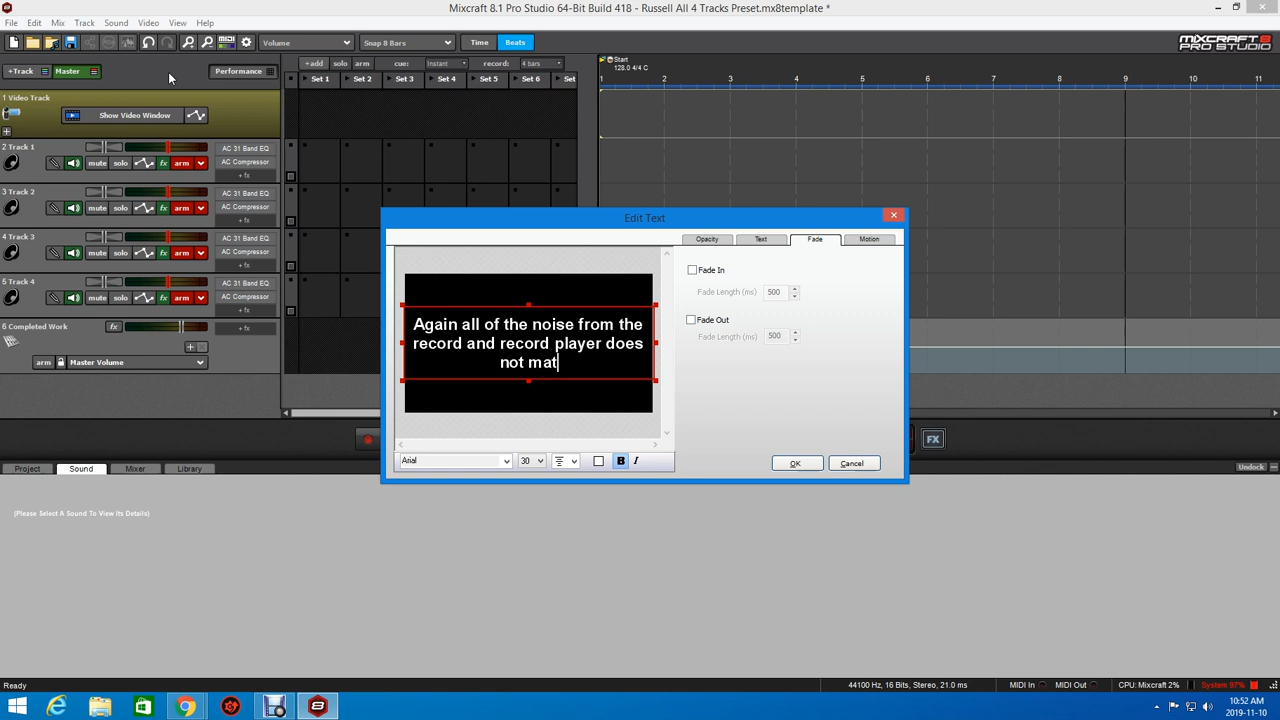 Mixcraft 8.1 Pro Studio 64-Bit Build 418 - Russell All 4 Tracks Preset.mx8template *
File Edit Mix Track Sound Video View Help
Volume Snap 8 Bars Time Beats MIXCRAFT 8 PRO STUDIO
+Track Master Performance
+add solo arm cue: Instant record: 4 bars
Set 1 Set 2 Set 3 Set 4 Set 5 Set 6 Set
Start
128.0 4/4 C
1 2 3 4 5 6 7 8 9 10 11
1 Video Track
Show Video Window
2 Track 1
mute solo fx arm
AC 31 Band EQ
AC Compressor
+ fx
3 Track 2
mute solo fx arm
AC 31 Band EQ
AC Compressor
+ fx
4 Track 3
mute solo fx arm
AC 31 Band EQ
AC Compressor
+ fx
5 Track 4
mute solo fx arm
AC 31 Band EQ
AC Compressor
+ fx
6 Completed Work fx + fx
arm Master Volume
Edit Text
Opacity Text Fade Motion
Again all of the noise from the
record and record player does
not mat
Fade In
Fade Length (ms) 500
Fade Out
Fade Length (ms) 500
Arial 30 B I
OK Cancel
FX
Project Sound Mixer Library Undock
(Please Select A Sound To View Its Details)
Ready 44100 Hz, 16 Bits, Stereo, 21.0 ms MIDI In MIDI Out CPU: Mixcraft 2% System 97%
10:52 AM
2019-11-10